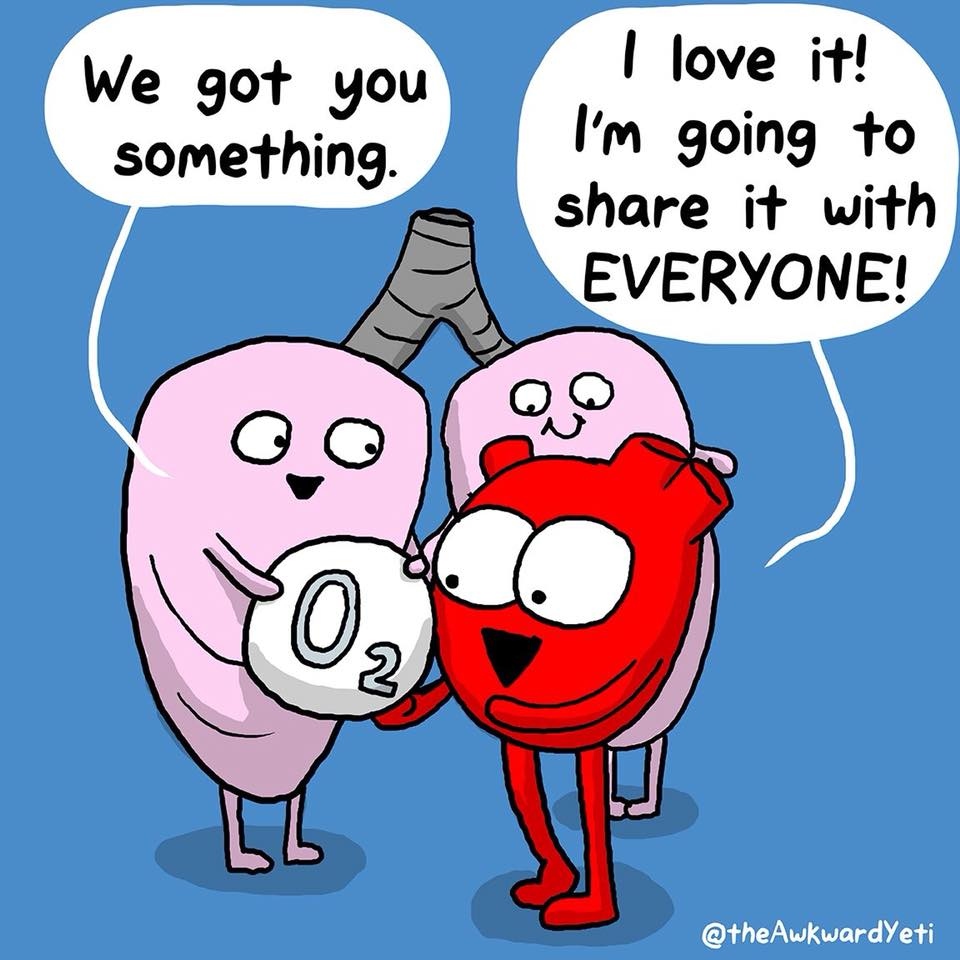 We got you
something.
I love it!
I'm going to
share it with
EVERYONE!
O2
@theAwkwardYeti